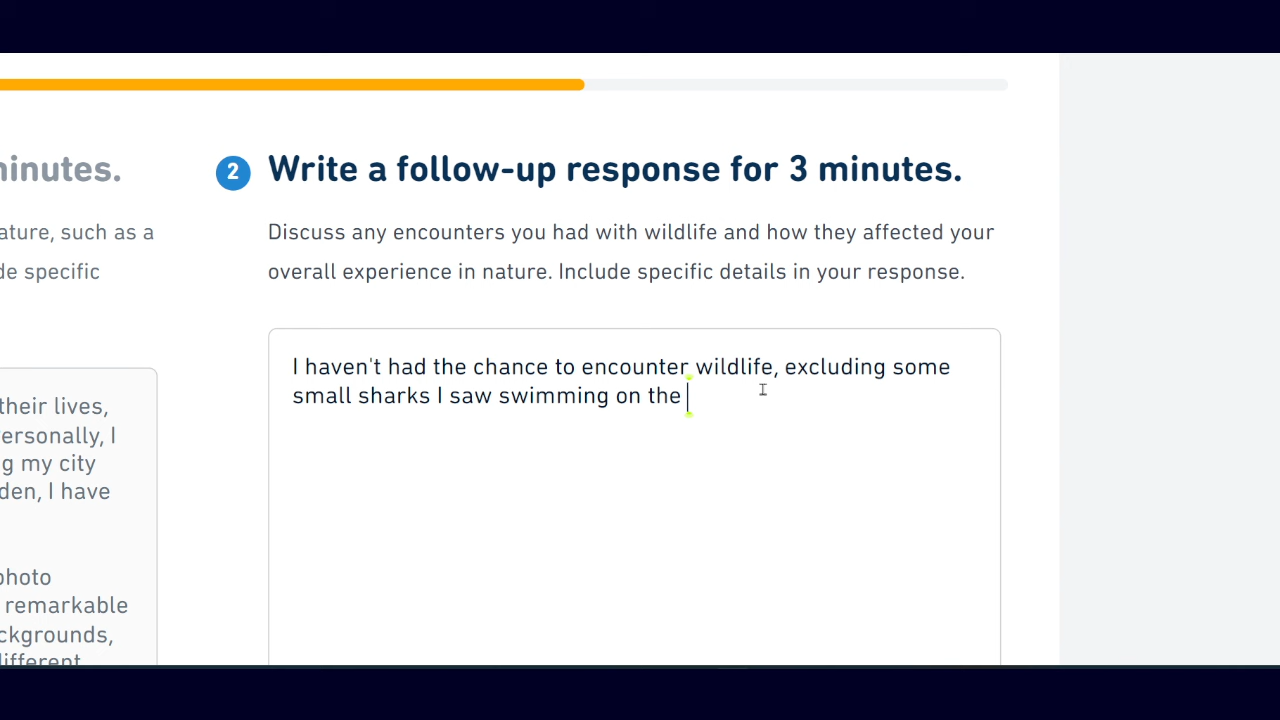 minutes.
2 Write a follow-up response for 3 minutes.
ature, such as a
de specific
Discuss any encounters you had with wildlife and how they affected your
overall experience in nature. Include specific details in your response.
their lives,
ersonally, I
g my city
den, I have
photo
remarkable
ckgrounds,
different
I haven't had the chance to encounter wildlife, excluding some
small sharks I saw swimming on the